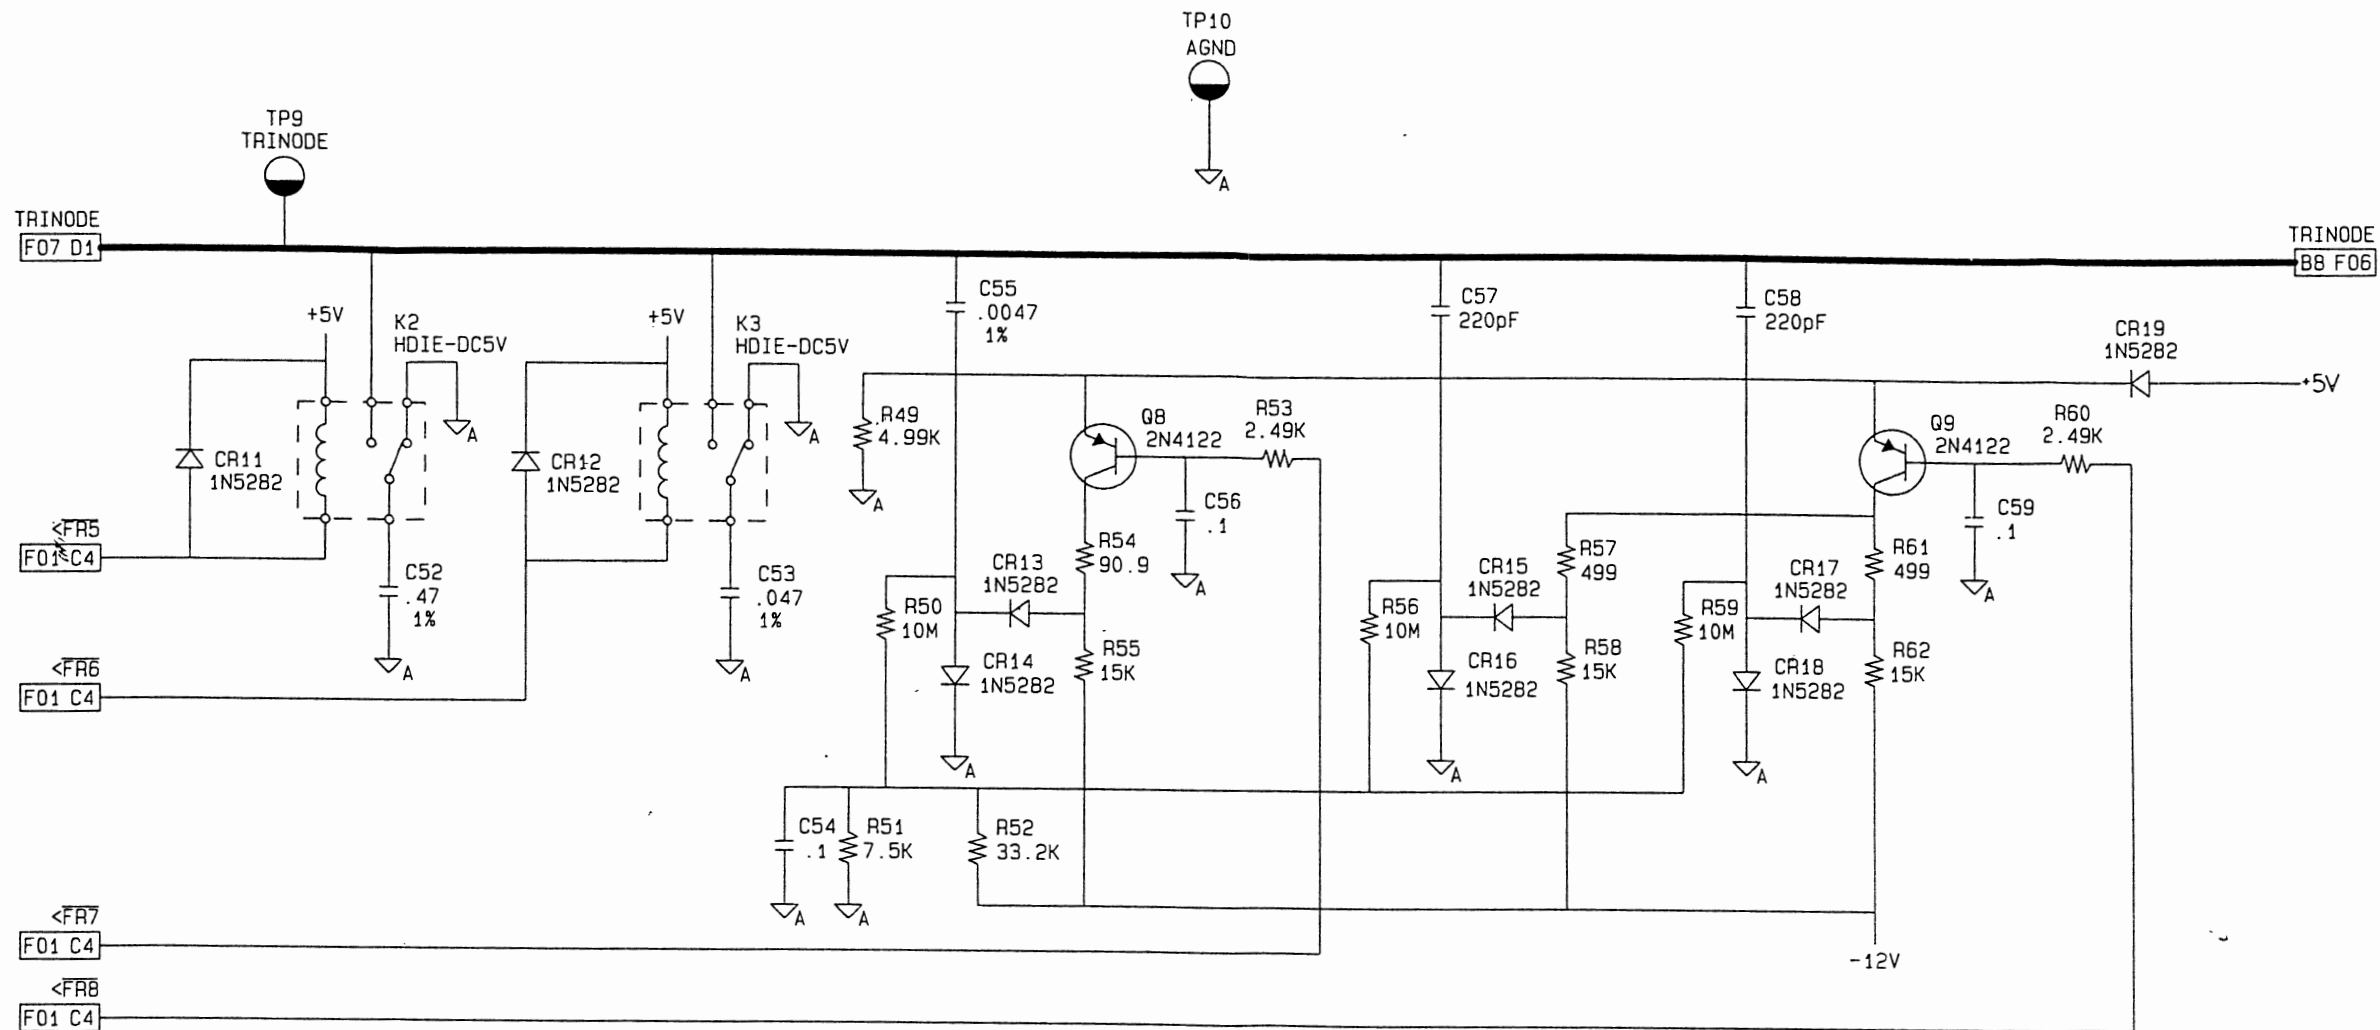 TP10
AGND
A
TP9
TRINODE
TRINODE
F07 D1
TRINODE
B8 F06
+5V
K2
HDIE-DC5V
A
CR11
1N5282
C52
.47
1%
A
+5V
K3
HDIE-DC5V
A
CR12
1N5282
C53
.047
1%
A
<FR5
F01 C4
<FR6
F01 C4
C55
.0047
1%
R49
4.99K
A
Q8
2N4122
R53
2.49K
C56
.1
A
R54
90.9
CR13
1N5282
R50
10M
CR14
1N5282
A
R55
15K
C57
220pF
C58
220pF
CR19
1N5282
+5V
Q9
2N4122
R60
2.49K
C59
.1
A
R57
499
R61
499
CR15
1N5282
R56
10M
CR16
1N5282
A
R58
15K
CR17
1N5282
R59
10M
CR18
1N5282
A
R62
15K
C54
.1
A
R51
7.5K
A
R52
33.2K
-12V
<FR7
F01 C4
<FR8
F01 C4